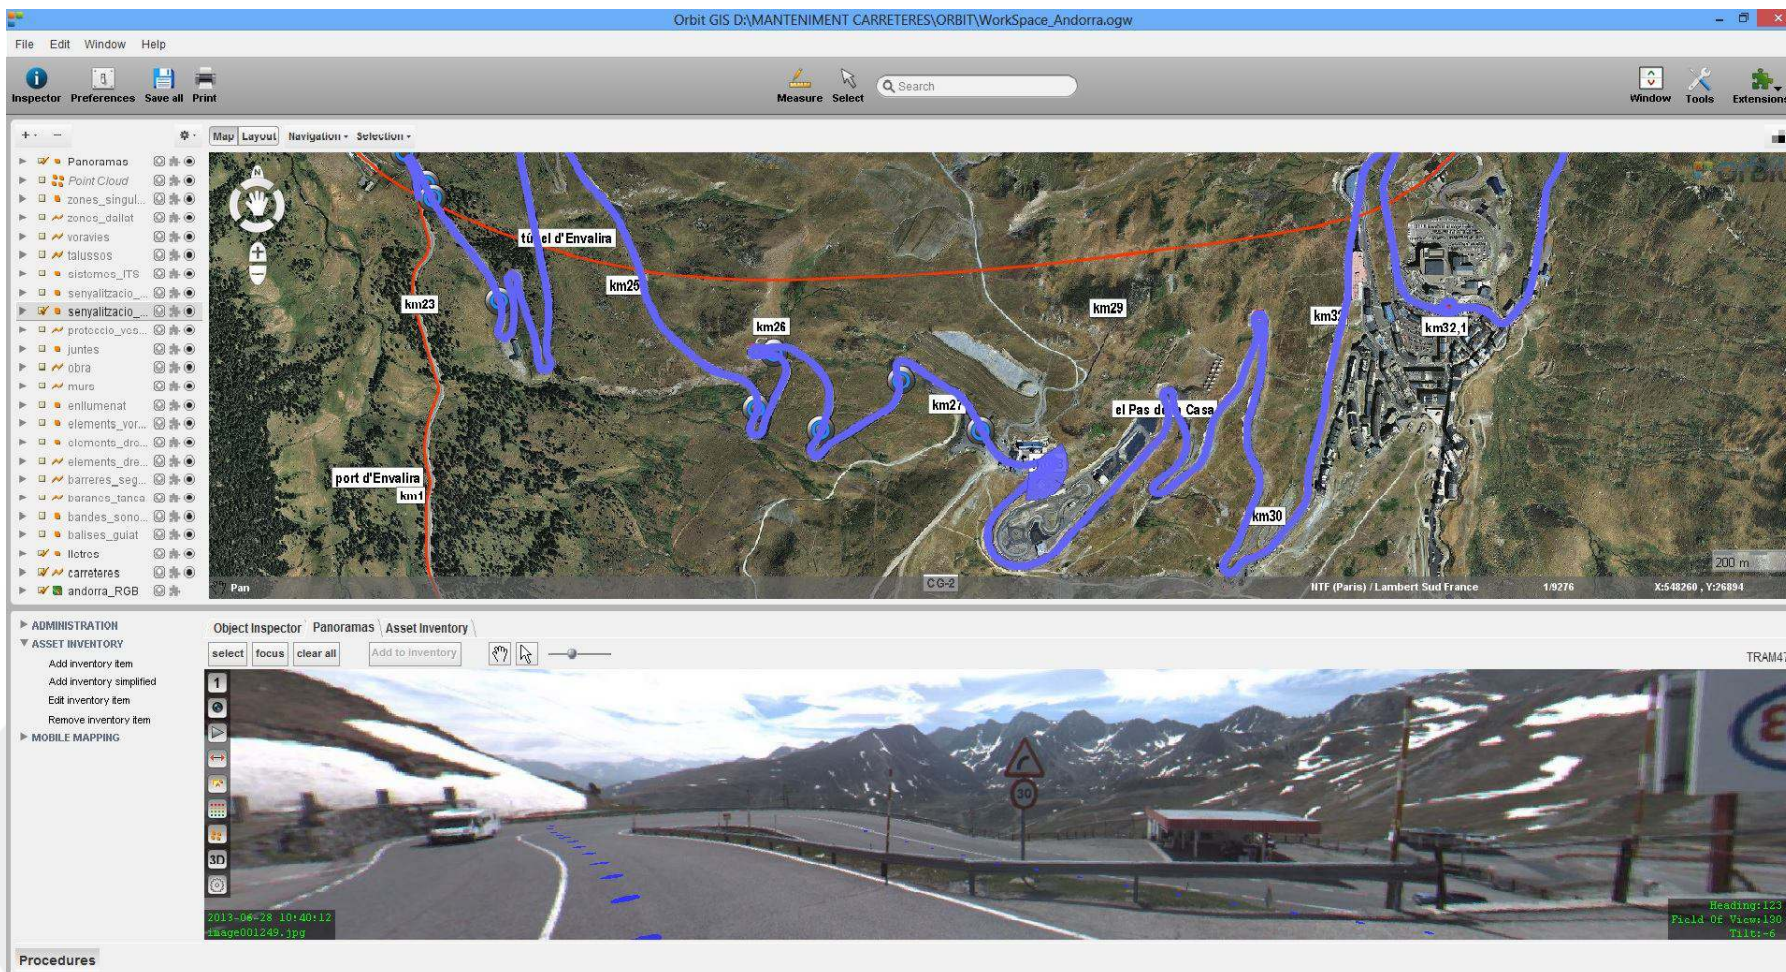 Orbit GIS D:\MANTENIMENT CARRETERES\ORBIT\WorkSpace_Andorra.ogw
File Edit Window Help
Inspector Preferences Save all Print
Measure Select Search
Window Tools Extensions
Map Layout Navigation Selection
Panoramas
Point Cloud
zones_singul...
zones_dallat
voravies
talussos
sistemes_ITS
senyalitzacio_...
senyalitzacio_...
proteccio_ves...
juntes
obra
murs
enllumenat
elements_vor...
elements_dre...
elements_dre...
barreres_seg...
baranes_tanca
bandes_sono...
balises_guiat
lletres
carreteres
andorra_RGB
túnel d'Envalira
km23
km25
km26
km27
km29
km32,1
el Pas de la Casa
km30
port d'Envalira
km1
CG-2
200 m
Pan
NTF (Paris) / Lambert Sud France
1/9276
X:548260 , Y:26894
ADMINISTRATION
ASSET INVENTORY
Add inventory item
Add inventory simplified
Edit inventory item
Remove inventory item
MOBILE MAPPING
Object Inspector Panoramas Asset Inventory
select focus clear all Add to inventory
TRAM47
1
3D
30
2013-06-28 10:40:12
image001249.jpg
Heading:123
Field Of View:130
Tilt:-6
Procedures